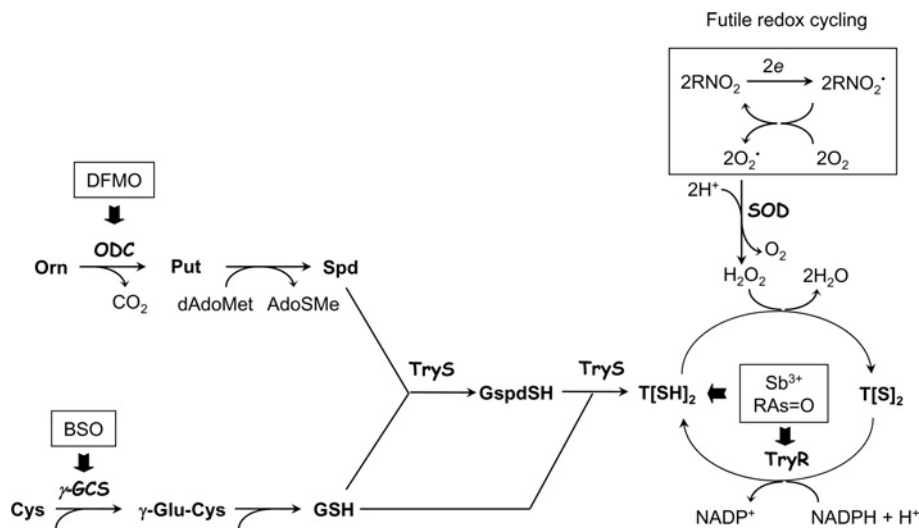 Futile redox cycling
2e
2RNO₂ 2RNO₂•
2O₂• 2O₂
DFMO
2H⁺
SOD
ODC
O₂
Orn Put Spd
H₂O₂ 2H₂O
CO₂ dAdoMet AdoSMe
TryS TryS
GspdSH T[SH]₂ Sb³⁺ T[S]₂
RAs=O
BSO
TryR
γ-GCS
Cys γ-Glu-Cys GSH
NADP⁺ NADPH + H⁺